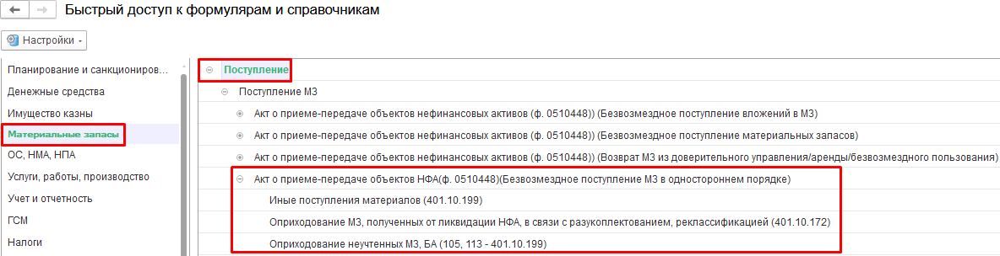 Быстрый доступ к формулярам и справочникам
Настройки
Планирование и санкциониров...
Денежные средства
Имущество казны
Материальные запасы
ОС, НМА, НПА
Услуги, работы, производство
Учет и отчетность
ГСМ
Налоги
Поступление
Поступление МЗ
Акт о приеме-передаче объектов нефинансовых активов (ф. 0510448)) (Безвозмездное поступление вложений в МЗ)
Акт о приеме-передаче объектов нефинансовых активов (ф. 0510448)) (Безвозмездное поступление материальных запасов)
Акт о приеме-передаче объектов нефинансовых активов (ф. 0510448)) (Возврат МЗ из доверительного управления/аренды/безвозмездного пользования)
Акт о приеме-передаче объектов НФА(ф. 0510448)(Безвозмездное поступление МЗ в одностороннем порядке)
Иные поступления материалов (401.10.199)
Оприходование МЗ, полученных от ликвидации НФА, в связи с разукоплектованием, реклассификацией (401.10.172)
Оприходование неучтенных МЗ, БА (105, 113 - 401.10.199)